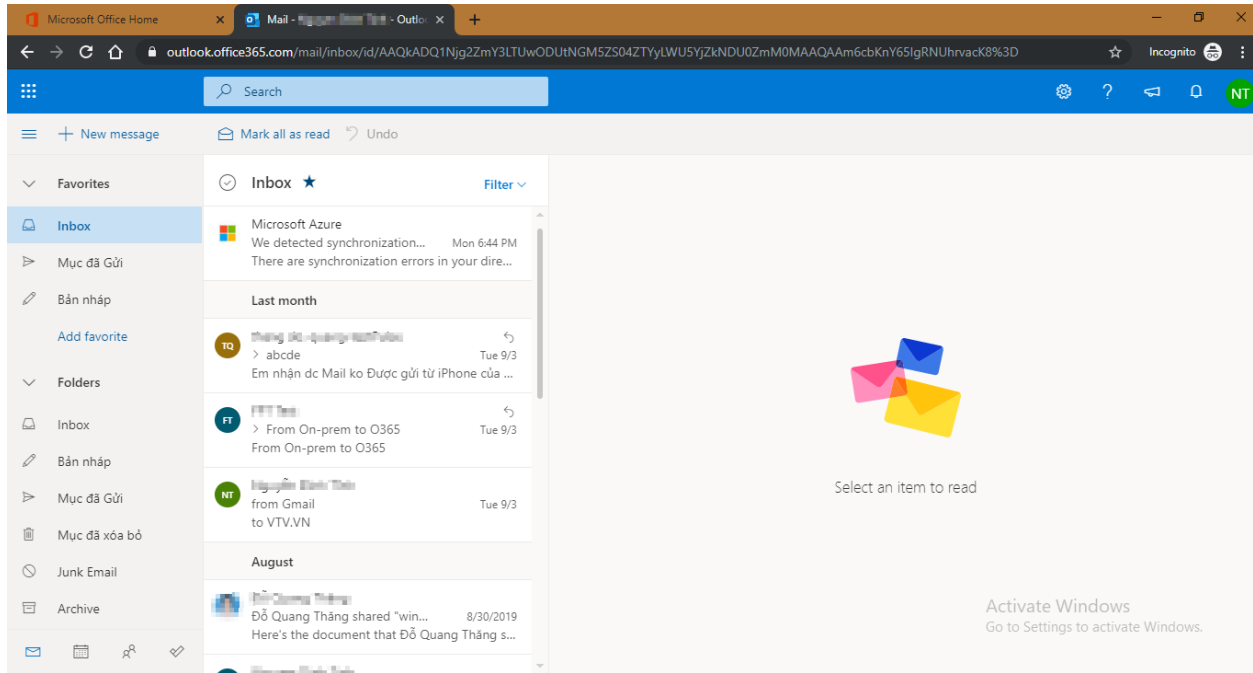 Microsoft Office Home
Mail - - Outlo
outlook.office365.com/mail/inbox/id/AAQkADQ1Njg2ZmY3LTUwODUtNGM5ZS04ZTYyLWU5YjZkNDU0ZmM0MAAQAAm6cbKnY65IgRNUhrvacK8%3D
Incognito
Search
NT
New message
Mark all as read
Undo
Favorites
Inbox
Mục đã Gửi
Bản nháp
Add favorite
Folders
Inbox
Bản nháp
Mục đã Gửi
Mục đã xóa bỏ
Junk Email
Archive
Inbox
Filter
Microsoft Azure
We detected synchronization... Mon 6:44 PM
There are synchronization errors in your dire...
Last month
TQ
> abcde Tue 9/3
Em nhận dc Mail ko Được gửi từ iPhone của ...
FT
> From On-prem to O365 Tue 9/3
From On-prem to O365
NT
from Gmail Tue 9/3
to VTV.VN
August
Đỗ Quang Thăng shared "win... 8/30/2019
Here's the document that Đỗ Quang Thăng s...
Select an item to read
Activate Windows
Go to Settings to activate Windows.